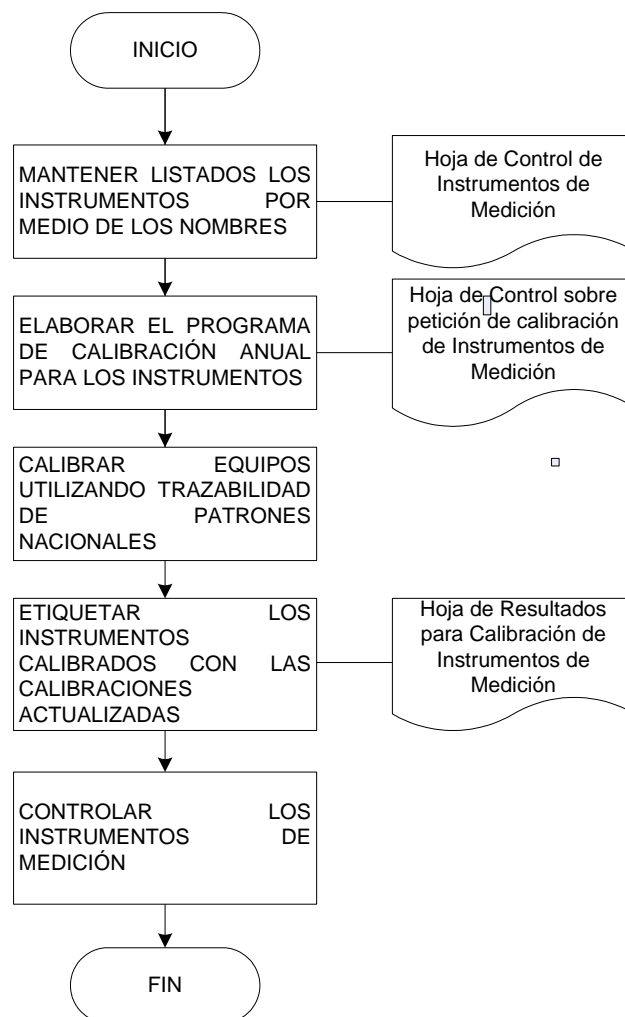 INICIO
MANTENER LISTADOS LOS
INSTRUMENTOS POR
MEDIO DE LOS NOMBRES
Hoja de Control de
Instrumentos de
Medición
ELABORAR EL PROGRAMA
DE CALIBRACIÓN ANUAL
PARA LOS INSTRUMENTOS
Hoja de Control sobre
petición de calibración
de Instrumentos de
Medición
CALIBRAR EQUIPOS
UTILIZANDO TRAZABILIDAD
DE PATRONES
NACIONALES
ETIQUETAR LOS
INSTRUMENTOS
CALIBRADOS CON LAS
CALIBRACIONES
ACTUALIZADAS
Hoja de Resultados
para Calibración de
Instrumentos de
Medición
CONTROLAR LOS
INSTRUMENTOS DE
MEDICIÓN
FIN